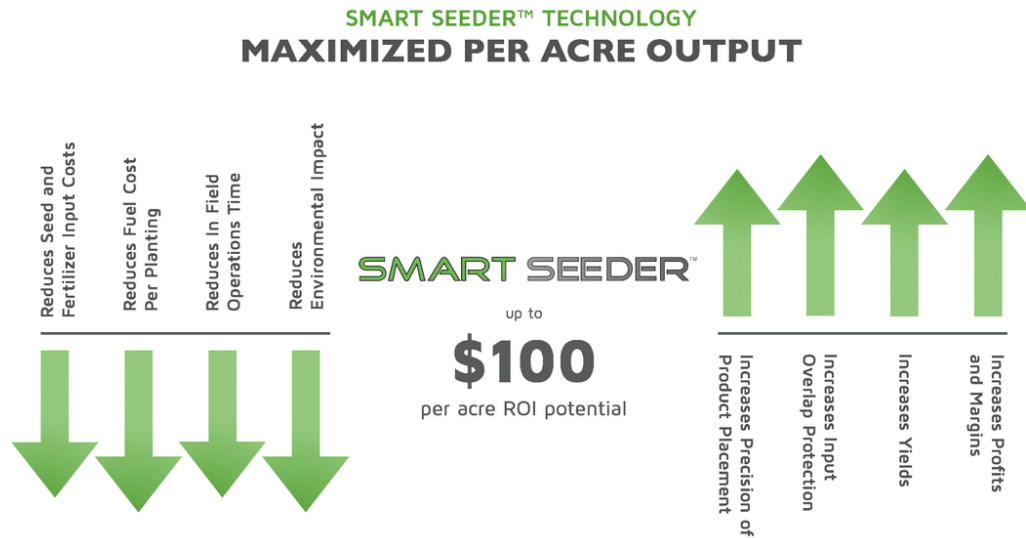 SMART SEEDER™ TECHNOLOGY
MAXIMIZED PER ACRE OUTPUT
Reduces Seed and
Fertilizer Input Costs
Reduces Fuel Cost
Per Planting
Reduces In Field
Operations Time
Reduces
Environmental Impact
SMART SEEDER™
up to
$100
per acre ROI potential
Increases Precision of
Product Placement
Increases Input
Overlap Protection
Increases Yields
Increases Profits
and Margins